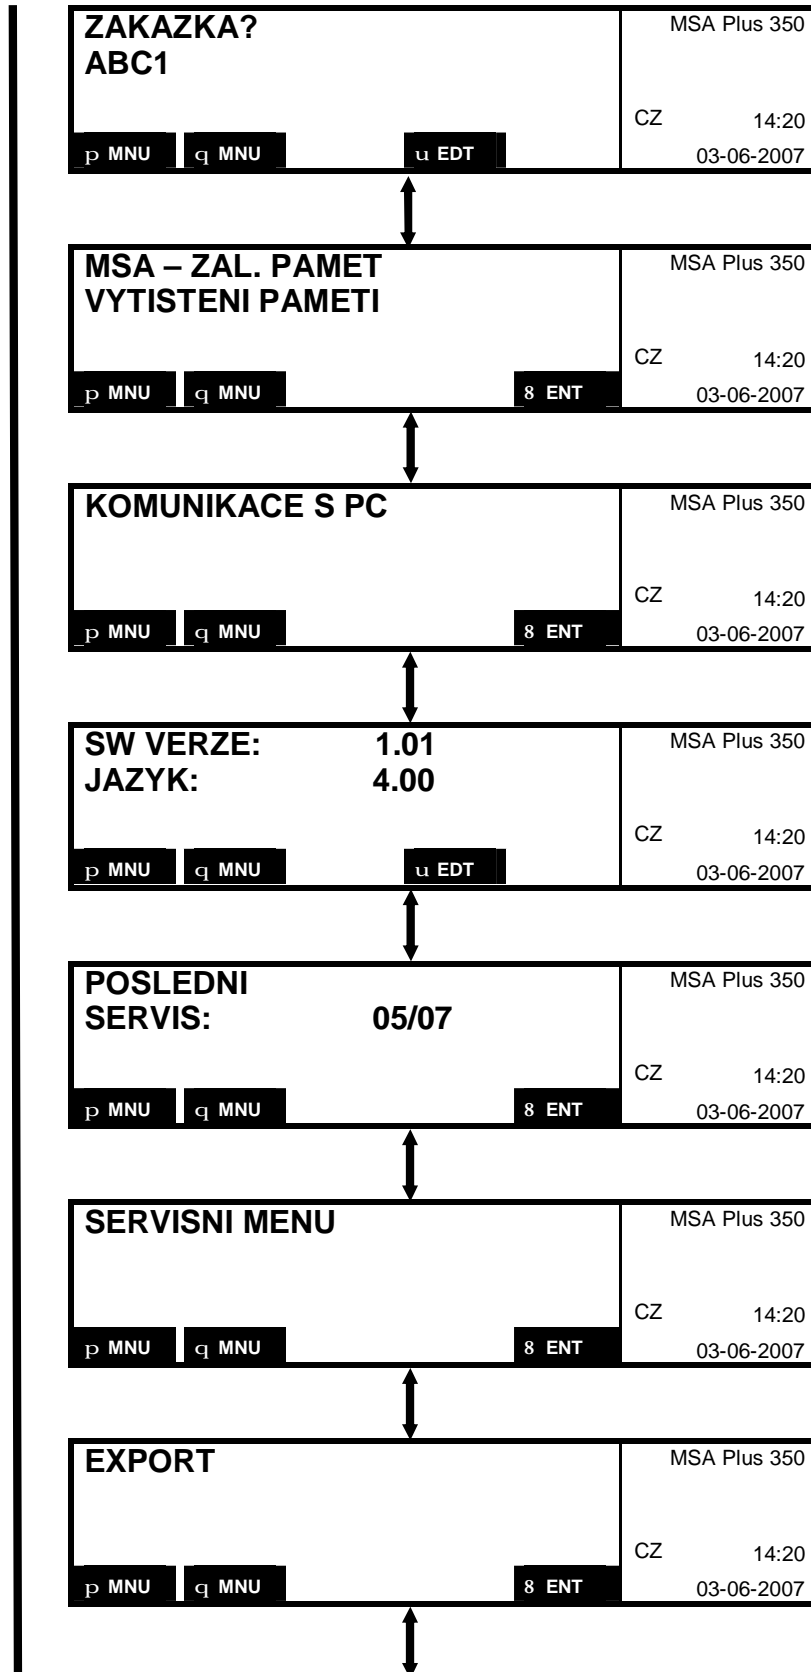 ZAKAZKA?
MSA Plus 350
ABC1
CZ 14:20
p MNU q MNU u EDT 03-06-2007
MSA – ZAL. PAMET
MSA Plus 350
VYTISTENI PAMETI
CZ 14:20
p MNU q MNU 8 ENT 03-06-2007
KOMUNIKACE S PC
MSA Plus 350
CZ 14:20
p MNU q MNU 8 ENT 03-06-2007
SW VERZE: 1.01
MSA Plus 350
JAZYK: 4.00
CZ 14:20
p MNU q MNU u EDT 03-06-2007
POSLEDNI
MSA Plus 350
SERVIS: 05/07
CZ 14:20
p MNU q MNU 8 ENT 03-06-2007
SERVISNI MENU
MSA Plus 350
CZ 14:20
p MNU q MNU 8 ENT 03-06-2007
EXPORT
MSA Plus 350
CZ 14:20
p MNU q MNU 8 ENT 03-06-2007